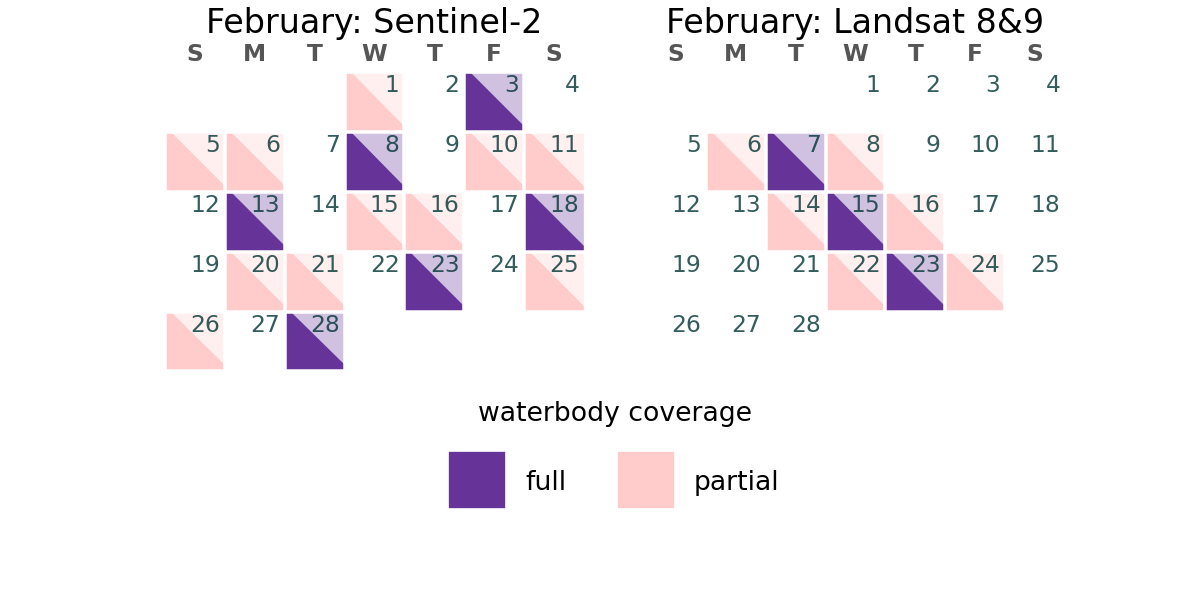 February: Sentinel-2
S M T W T F S
1 2 3 4
5 6 7 8 9 10 11
12 13 14 15 16 17 18
19 20 21 22 23 24 25
26 27 28
February: Landsat 8&9
S M T W T F S
1 2 3 4
5 6 7 8 9 10 11
12 13 14 15 16 17 18
19 20 21 22 23 24 25
26 27 28
waterbody coverage
full partial